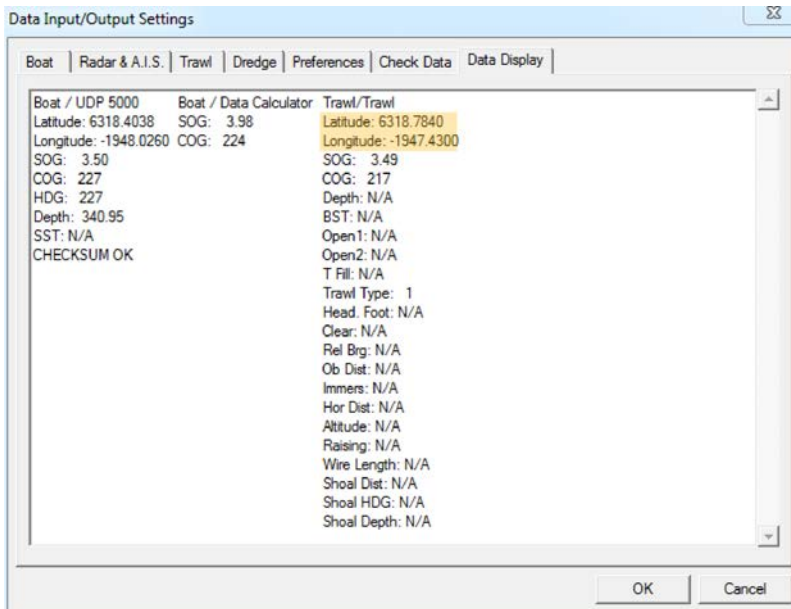 Data Input/Output Settings
Boat Radar & A.I.S. Trawl Dredge Preferences Check Data Data Display
Boat / UDP 5000 Boat / Data Calculator Trawl/Trawl
Latitude: 6318.4038 SOG: 3.98 Latitude: 6318.7840
Longitude: -1948.0260 COG: 224 Longitude: -1947.4300
SOG: 3.50 SOG: 3.49
COG: 227 COG: 217
HDG: 227 Depth: N/A
Depth: 340.95 BST: N/A
SST: N/A Open1: N/A
CHECKSUM OK Open2: N/A
T Fill: N/A
Trawl Type: 1
Head. Foot: N/A
Clear: N/A
Rel Brg: N/A
Ob Dist: N/A
Immers: N/A
Hor Dist: N/A
Altitude: N/A
Raising: N/A
Wire Length: N/A
Shoal Dist: N/A
Shoal HDG: N/A
Shoal Depth: N/A
OK Cancel